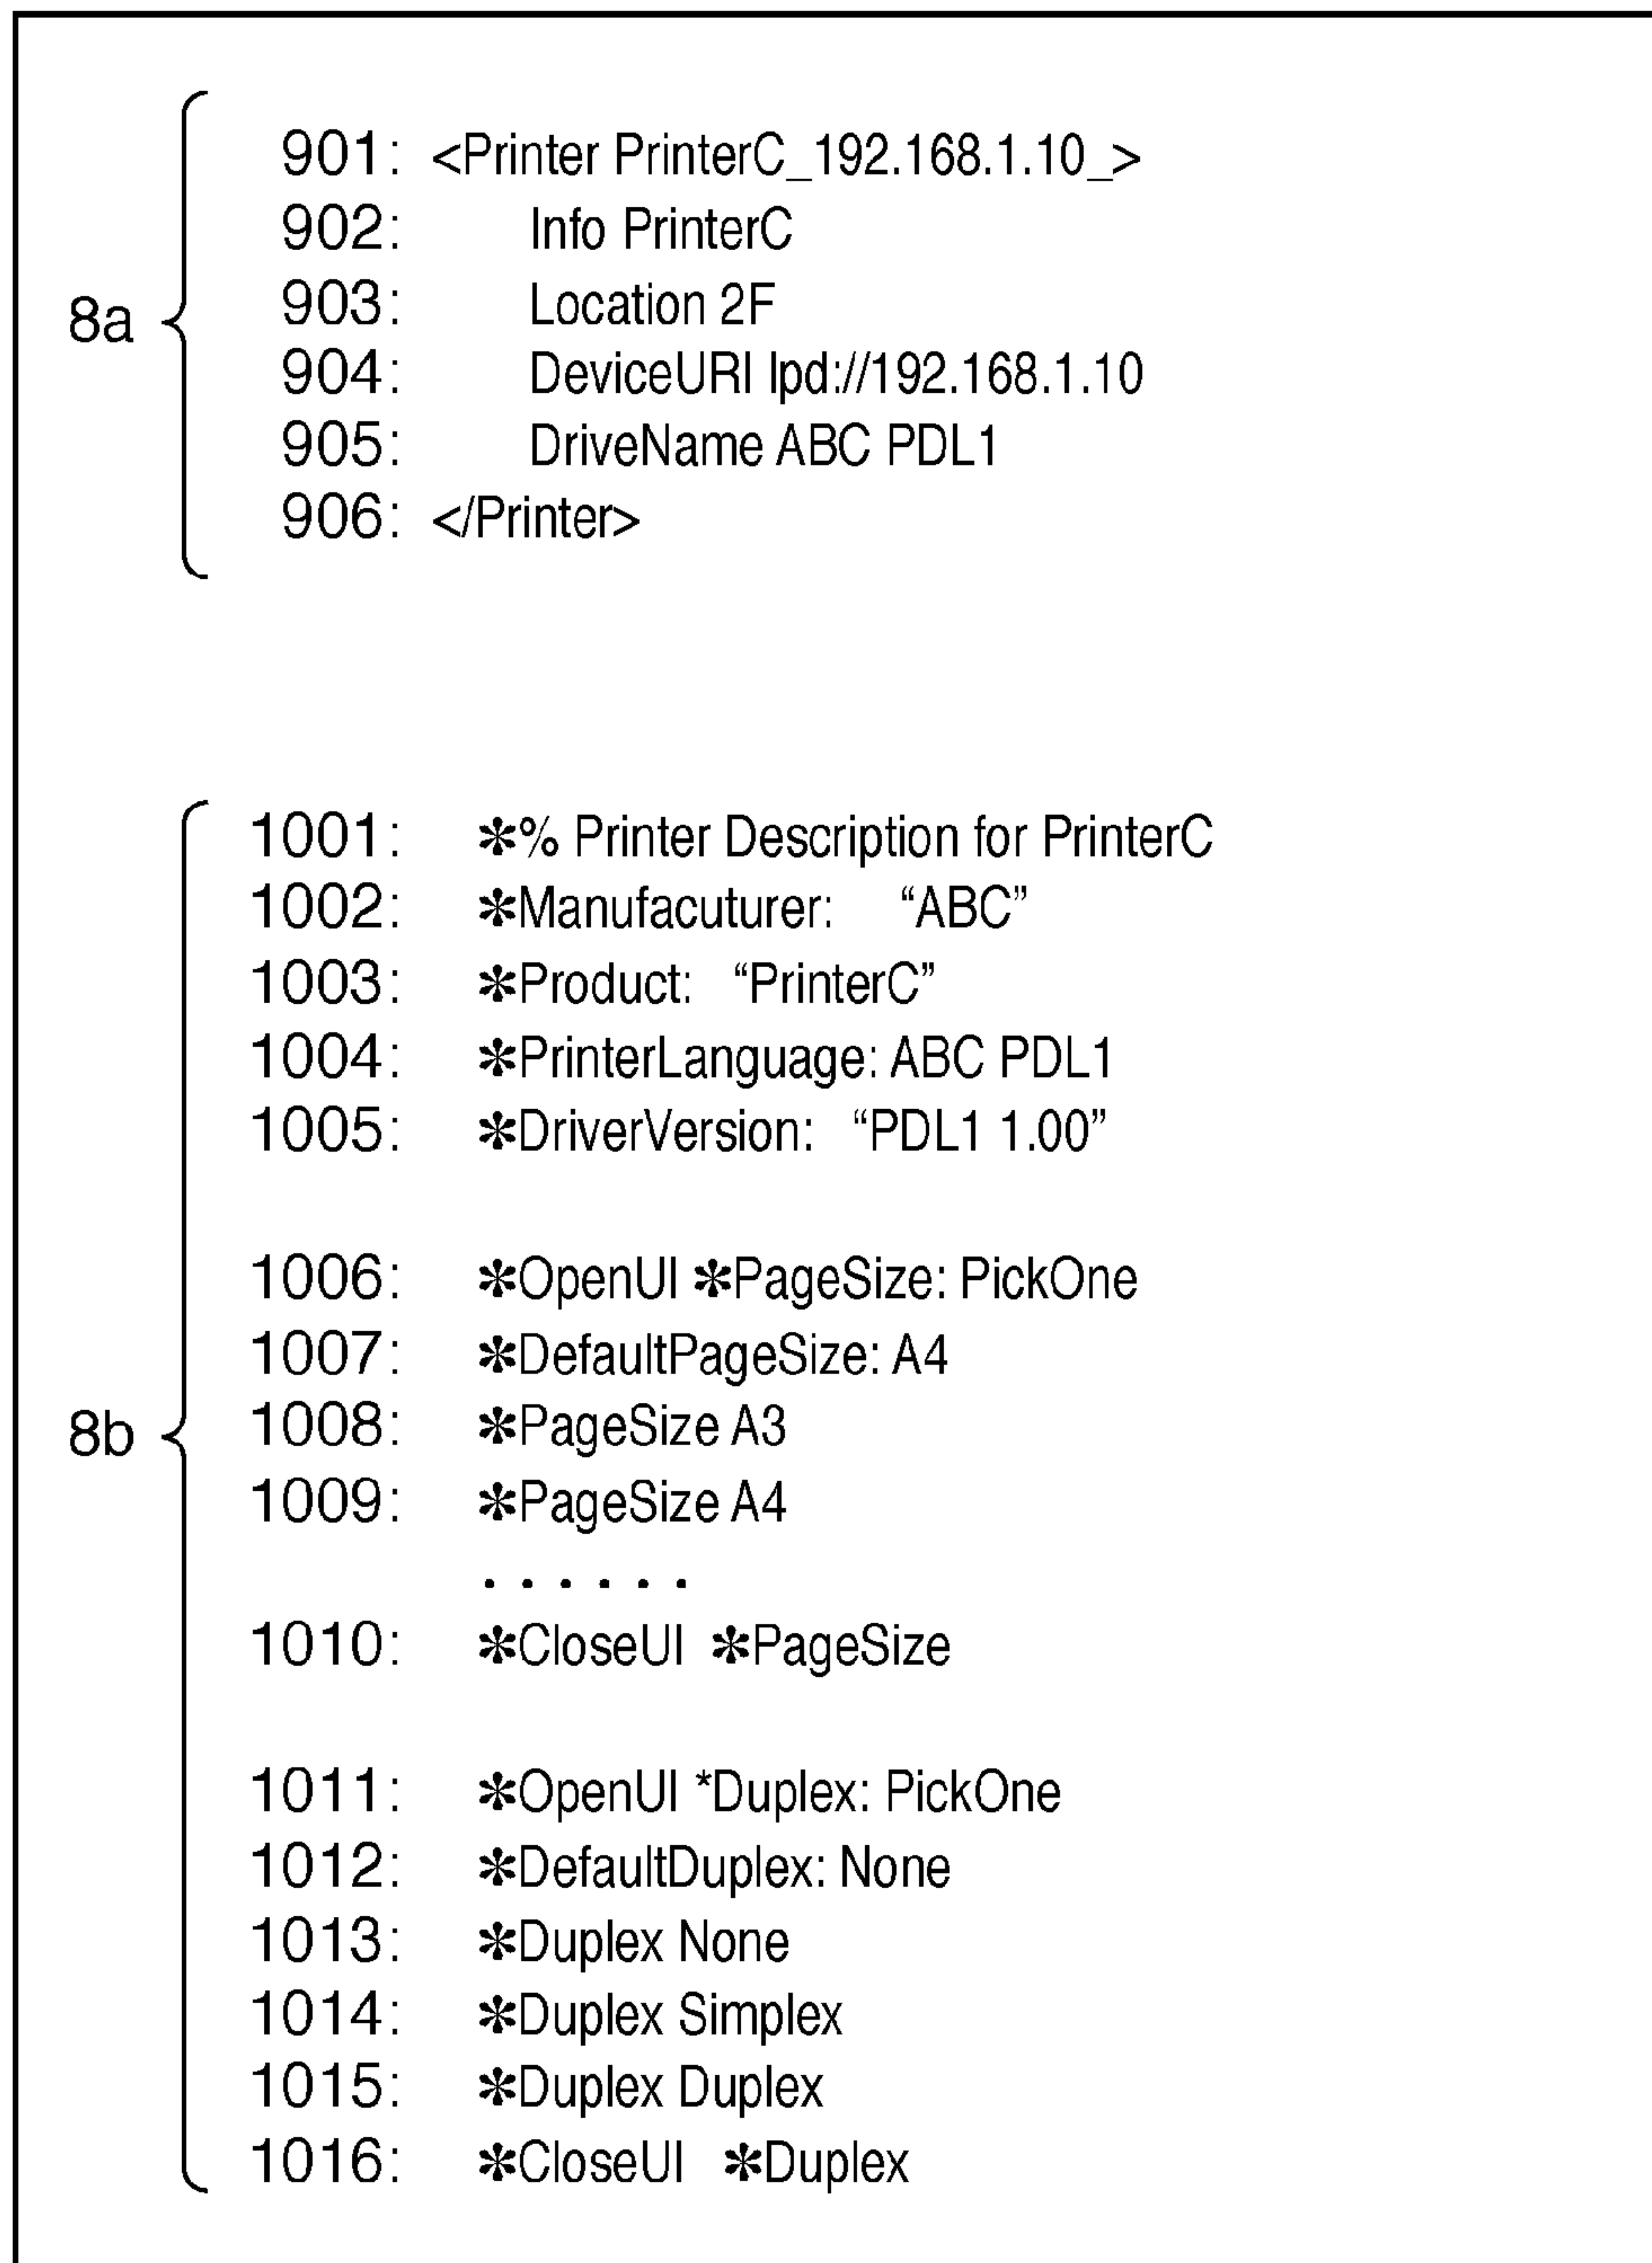 8a
901: <Printer PrinterC_192.168.1.10_>
902: Info PrinterC
903: Location 2F
904: DeviceURI lpd://192.168.1.10
905: DriveName ABC PDL1
906: </Printer>
8b
1001: ✻% Printer Description for PrinterC
1002: ✻Manufacuturer: “ABC”
1003: ✻Product: “PrinterC”
1004: ✻PrinterLanguage: ABC PDL1
1005: ✻DriverVersion: “PDL1 1.00”
1006: ✻OpenUI ✻PageSize: PickOne
1007: ✻DefaultPageSize: A4
1008: ✻PageSize A3
1009: ✻PageSize A4
. . . . . .
1010: ✻CloseUI ✻PageSize
1011: ✻OpenUI *Duplex: PickOne
1012: ✻DefaultDuplex: None
1013: ✻Duplex None
1014: ✻Duplex Simplex
1015: ✻Duplex Duplex
1016: ✻CloseUI ✻Duplex